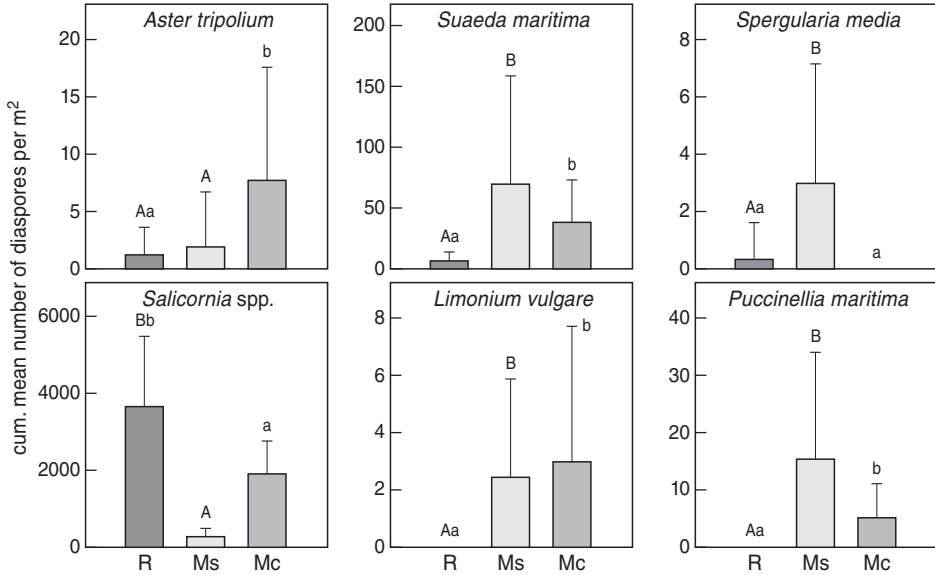 cum. mean number of diaspores per m²
Aster tripolium
20
15
10
5
0
Aa
A
b
Suaeda maritima
200
150
100
50
0
Aa
B
b
Spergularia media
8
6
4
2
0
Aa
B
a
Salicornia spp.
6000
4000
2000
0
Bb
A
a
R Ms Mc
Limonium vulgare
8
6
4
2
0
Aa
B
b
R Ms Mc
Puccinellia maritima
40
30
20
10
0
Aa
B
b
R Ms Mc